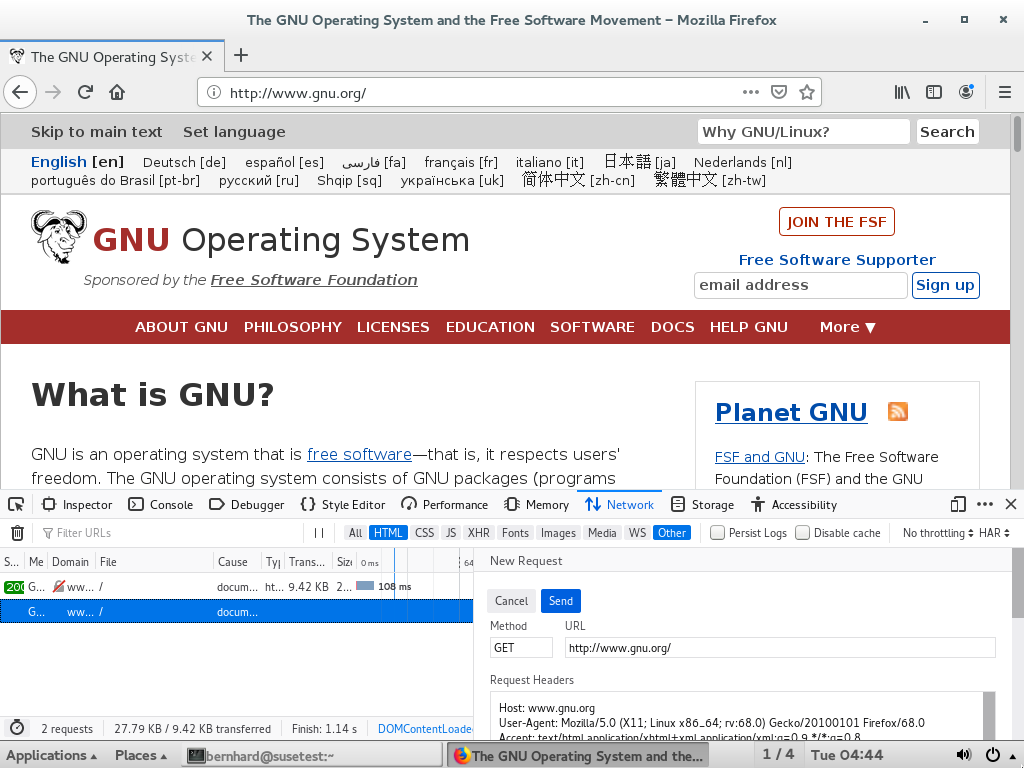 The GNU Operating System and the Free Software Movement – Mozilla Firefox
The GNU Operating Syste
http://www.gnu.org/
Skip to main text Set language Why GNU/Linux? Search
English [en] Deutsch [de] español [es] فارسی [fa] français [fr] italiano [it] 日本語 [ja] Nederlands [nl]
português do Brasil [pt-br] русский [ru] Shqip [sq] українська [uk] 简体中文 [zh-cn] 繁體中文 [zh-tw]
JOIN THE FSF
GNU Operating System
Free Software Supporter
Sponsored by the Free Software Foundation
email address Sign up
ABOUT GNU PHILOSOPHY LICENSES EDUCATION SOFTWARE DOCS HELP GNU More ▼
What is GNU?
Planet GNU
GNU is an operating system that is free software—that is, it respects users'
freedom. The GNU operating system consists of GNU packages (programs
FSF and GNU: The Free Software
Foundation (FSF) and the GNU
Inspector Console Debugger Style Editor Performance Memory Network Storage Accessibility
Filter URLs All HTML CSS JS XHR Fonts Images Media WS Other Persist Logs Disable cache No throttling HAR
S... Me Domain File Cause Tyj Trans... Siz 0 ms 64
200 G... ww... / docum... ht... 9.42 KB 2... 108 ms
G... ww... / docum...
New Request
Cancel Send
Method URL
GET http://www.gnu.org/
Request Headers
Host: www.gnu.org
User-Agent: Mozilla/5.0 (X11; Linux x86_64; rv:68.0) Gecko/20100101 Firefox/68.0
Accept: text/html,application/xhtml+xml,application/xml;q=0.9,*/*;q=0.8
2 requests 27.79 KB / 9.42 KB transferred Finish: 1.14 s DOMContentLoade
Applications Places bernhard@susetest:~ The GNU Operating System and the... 1 / 4 Tue 04:44